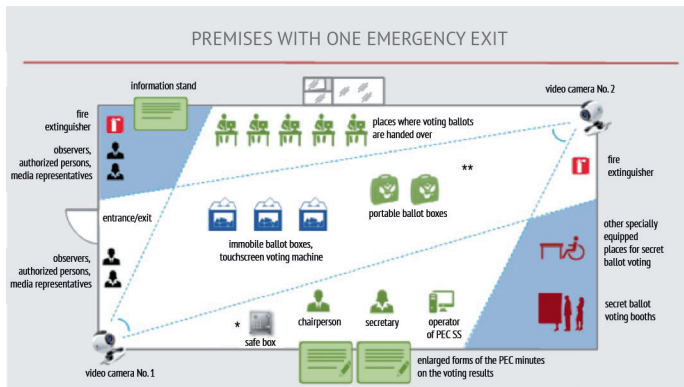 PREMISES WITH ONE EMERGENCY EXIT
information stand
video camera No. 2
fire
extinguisher
places where voting ballots
are handed over
observers,
authorized persons,
media representatives
**
fire
extinguisher
portable ballot boxes
entrance/exit
other specially
equipped
places for secret
ballot voting
immobile ballot boxes,
touchscreen voting machine
observers,
authorized persons,
media representatives
secret ballot
voting booths
*
safe box
chairperson
secretary
operator
of PEC SS
enlarged forms of the PEC minutes
on the voting results
video camera No. 1